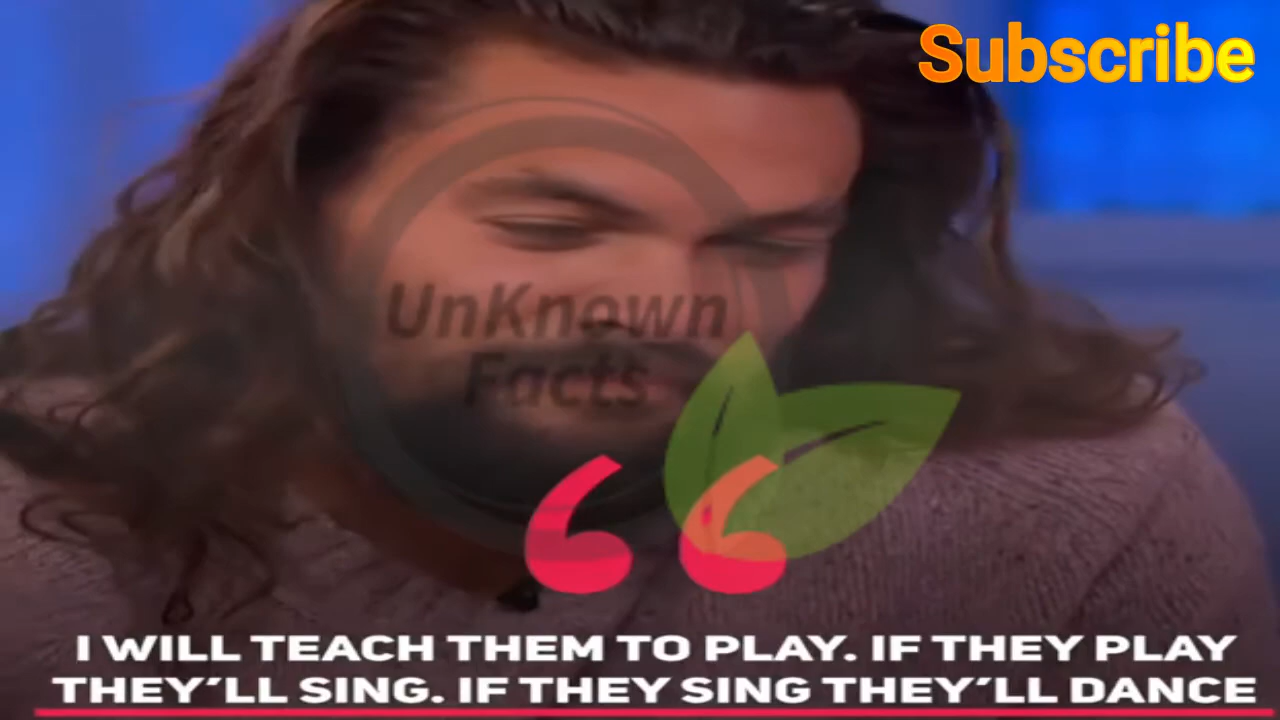 Subscribe
UnKnown
Facts
“
I WILL TEACH THEM TO PLAY. IF THEY PLAY
THEY´LL SING. IF THEY SING THEY´LL DANCE